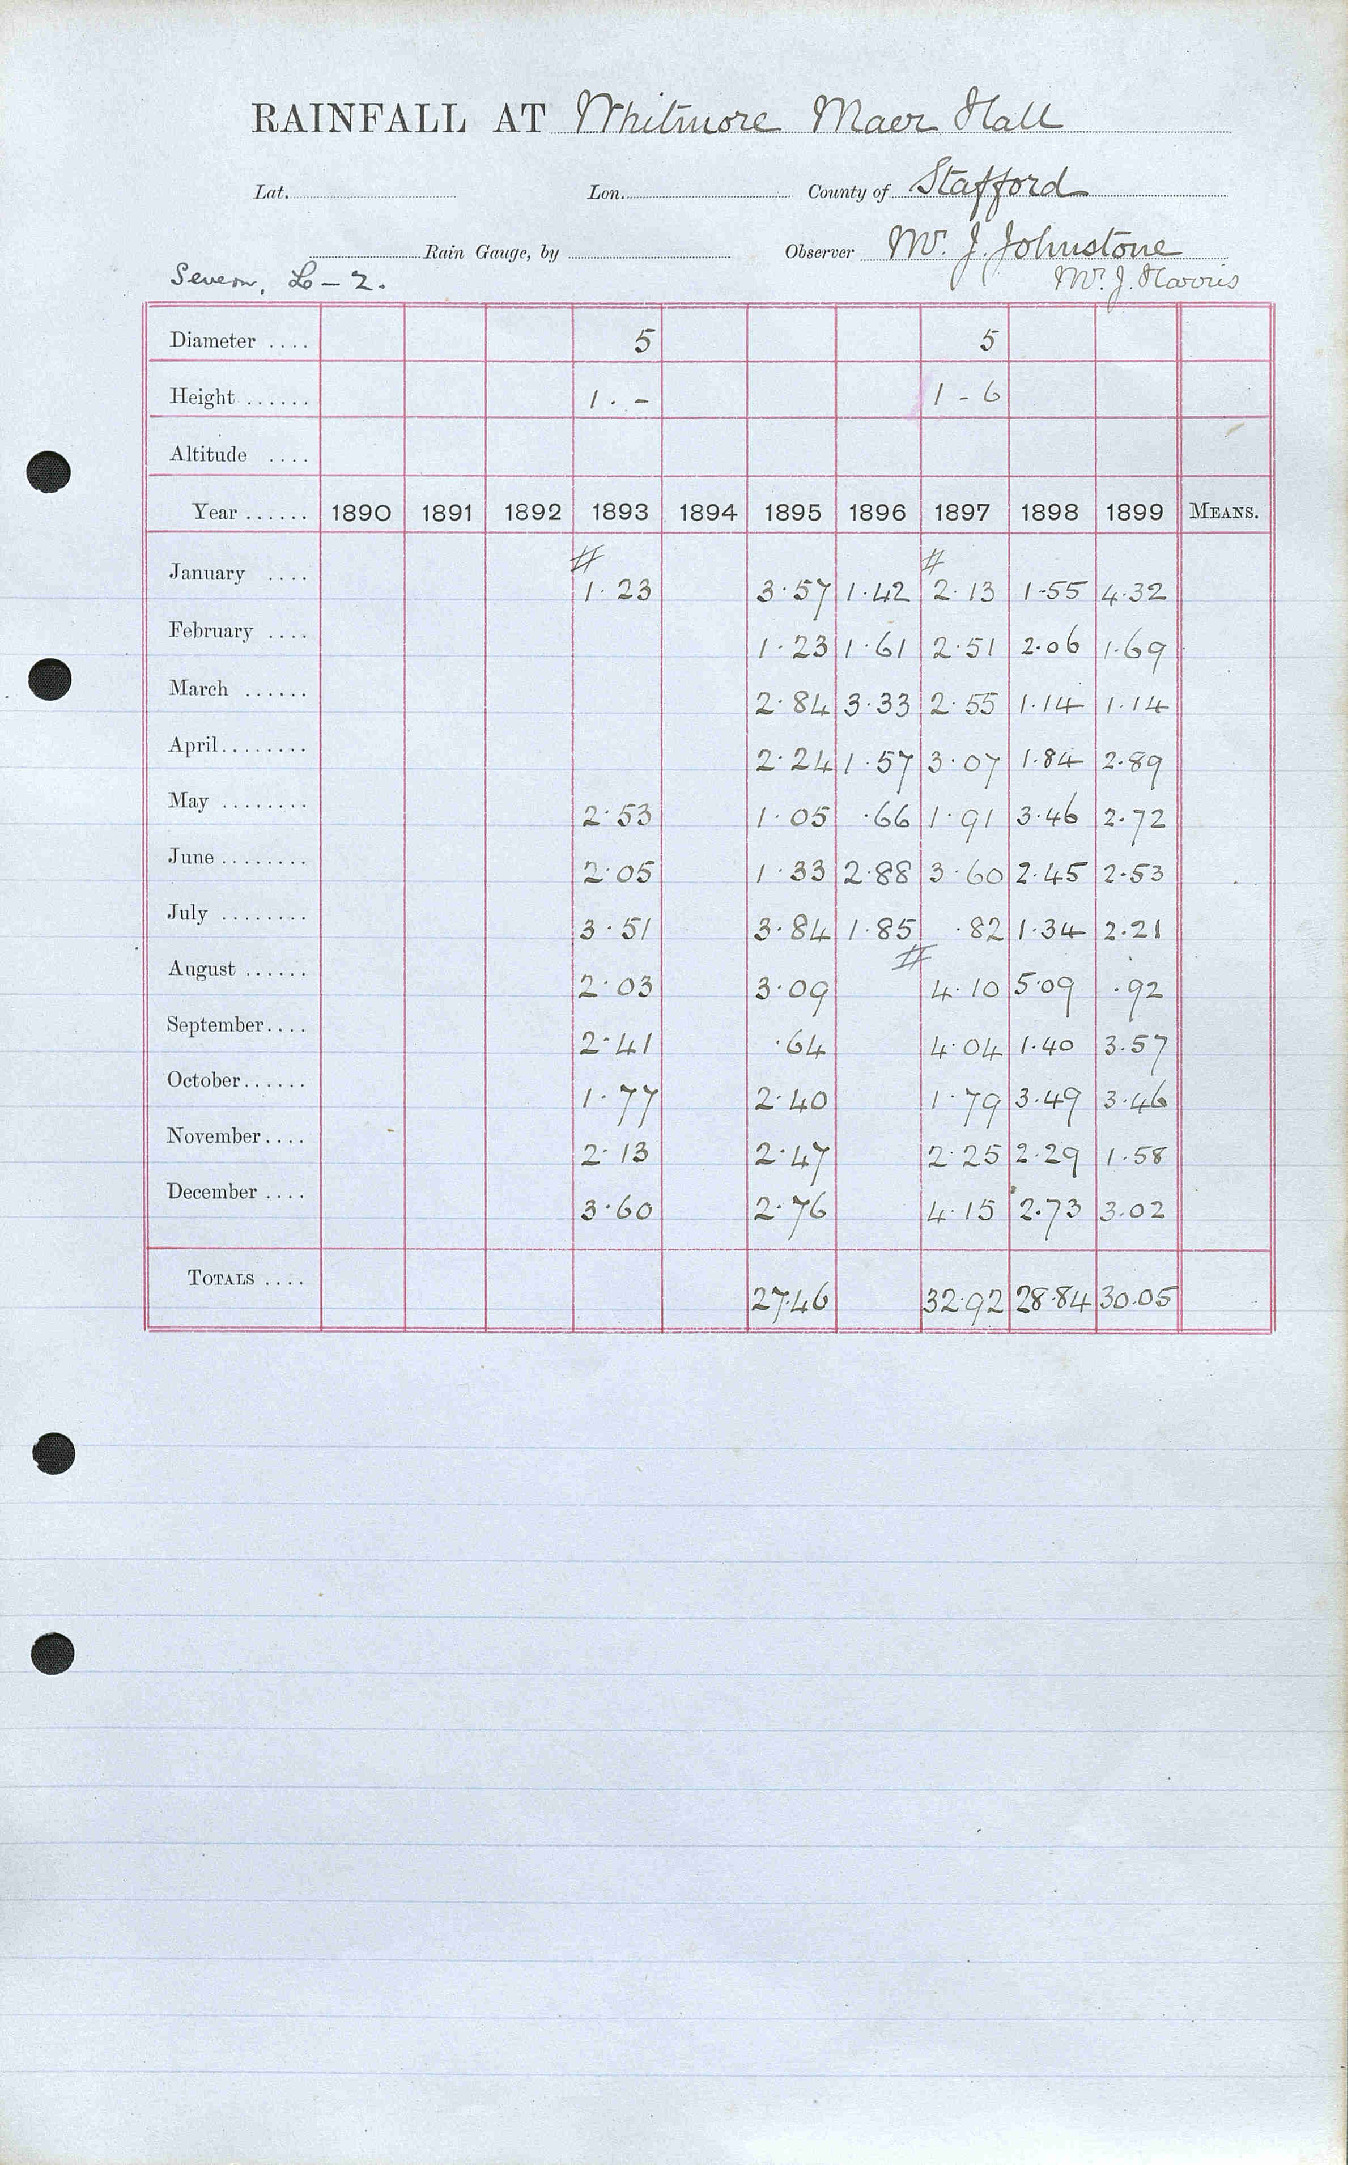 RAINFALL AT Whitmore Maer Hall
Lat. Lon. County of Stafford
Rain Gauge, by Observer Mr. J. Johnstone
Severn, L - 2. Mr. J. Harris
Diameter .... 5 5
Height ...... 1 . - 1 - 6
Altitude ....
Year ...... 1890 1891 1892 1893 1894 1895 1896 1897 1898 1899 MEANS.
# #
January .... 1.23 3.57 1.42 2.13 1.55 4.32
February .... 1.23 1.61 2.51 2.06 1.69
March ...... 2.84 3.33 2.55 1.14 1.14
April........ 2.24 1.57 3.07 1.84 2.89
May ........ 2.53 1.05 .66 1.91 3.46 2.72
June ........ 2.05 1.33 2.88 3.60 2.45 2.53
July ........ 3.51 3.84 1.85 .82 1.34 2.21
#
August ...... 2.03 3.09 4.10 5.09 .92
September.... 2.41 .64 4.04 1.40 3.57
October...... 1.77 2.40 1.79 3.49 3.46
November.... 2.13 2.47 2.25 2.29 1.58
December .... 3.60 2.76 4.15 2.73 3.02
TOTALS .... 27.46 32.92 28.84 30.05